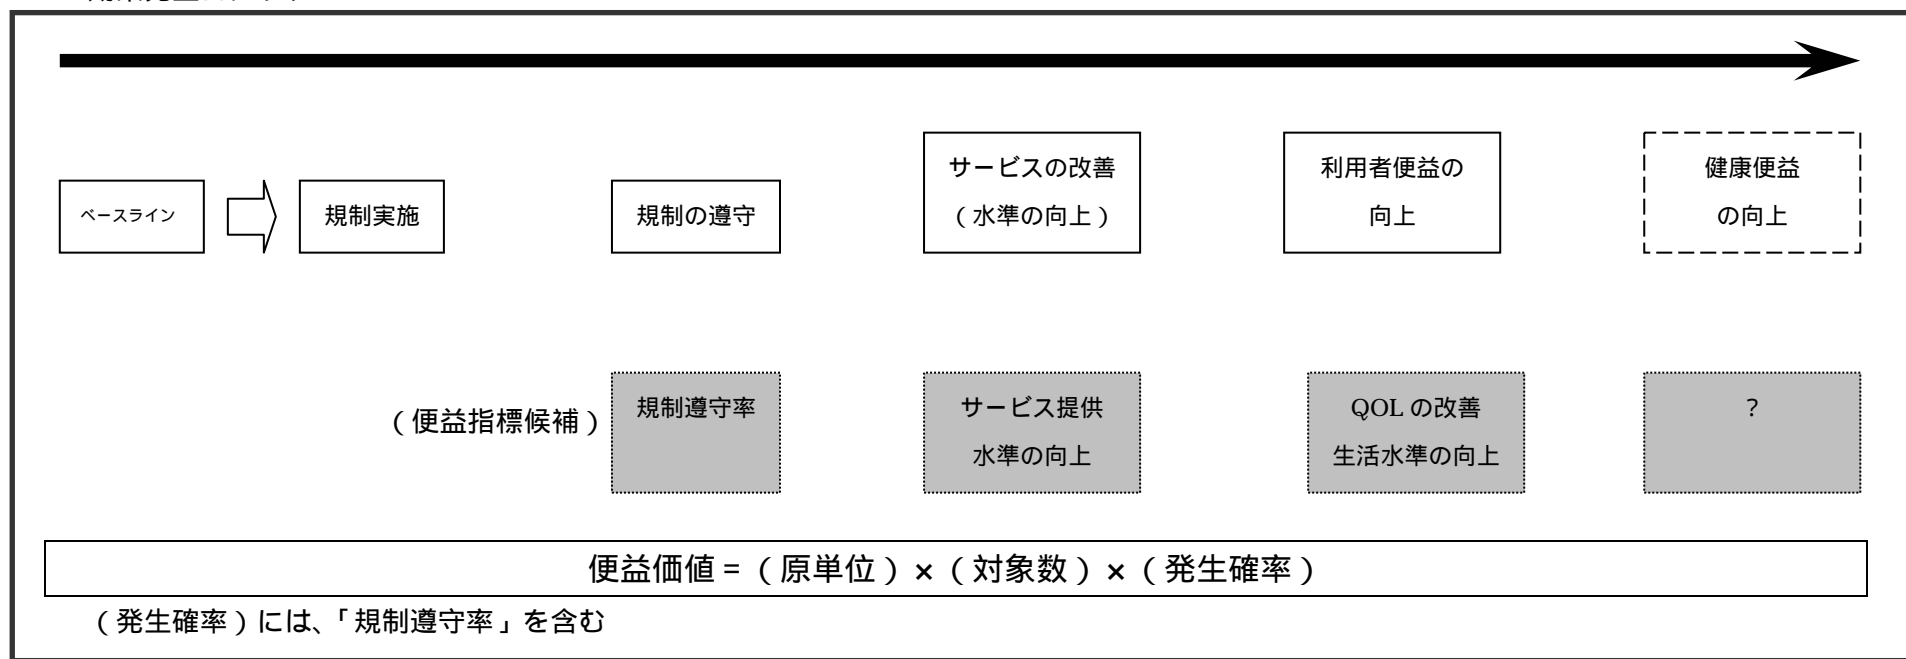 ベースライン
規制実施
規制の遵守
サービスの改善
(水準の向上)
利用者便益の
向上
健康便益
の向上
(便益指標候補)
規制遵守率
サービス提供
水準の向上
QOL の改善
生活水準の向上
?
便益価値=(原単位)×(対象数)×(発生確率)
(発生確率)には、「規制遵守率」を含む